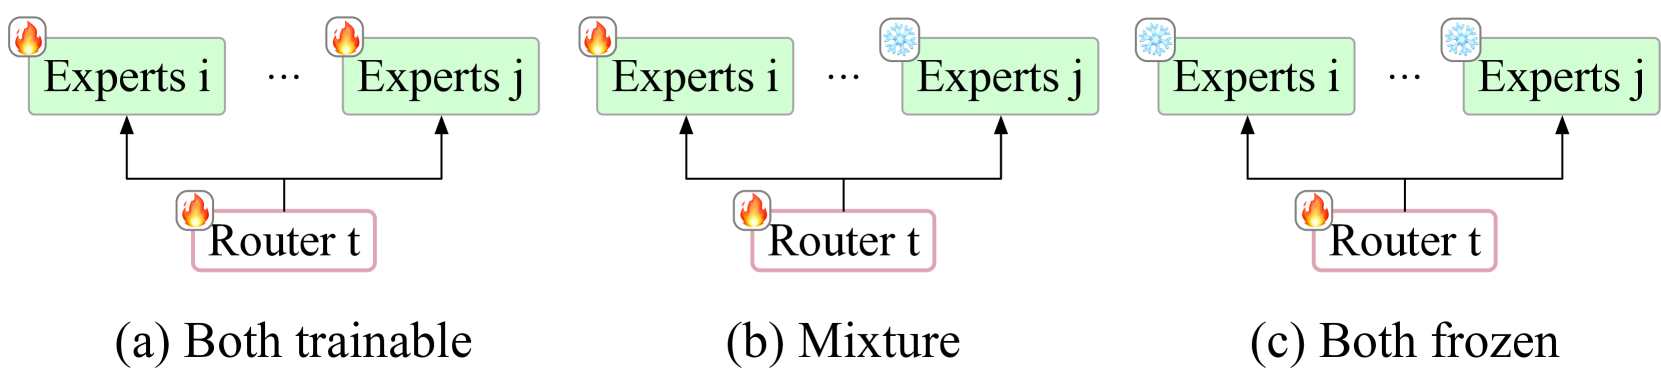 Experts i ... Experts j
Router t
(a) Both trainable
Experts i ... Experts j
Router t
(b) Mixture
Experts i ... Experts j
Router t
(c) Both frozen